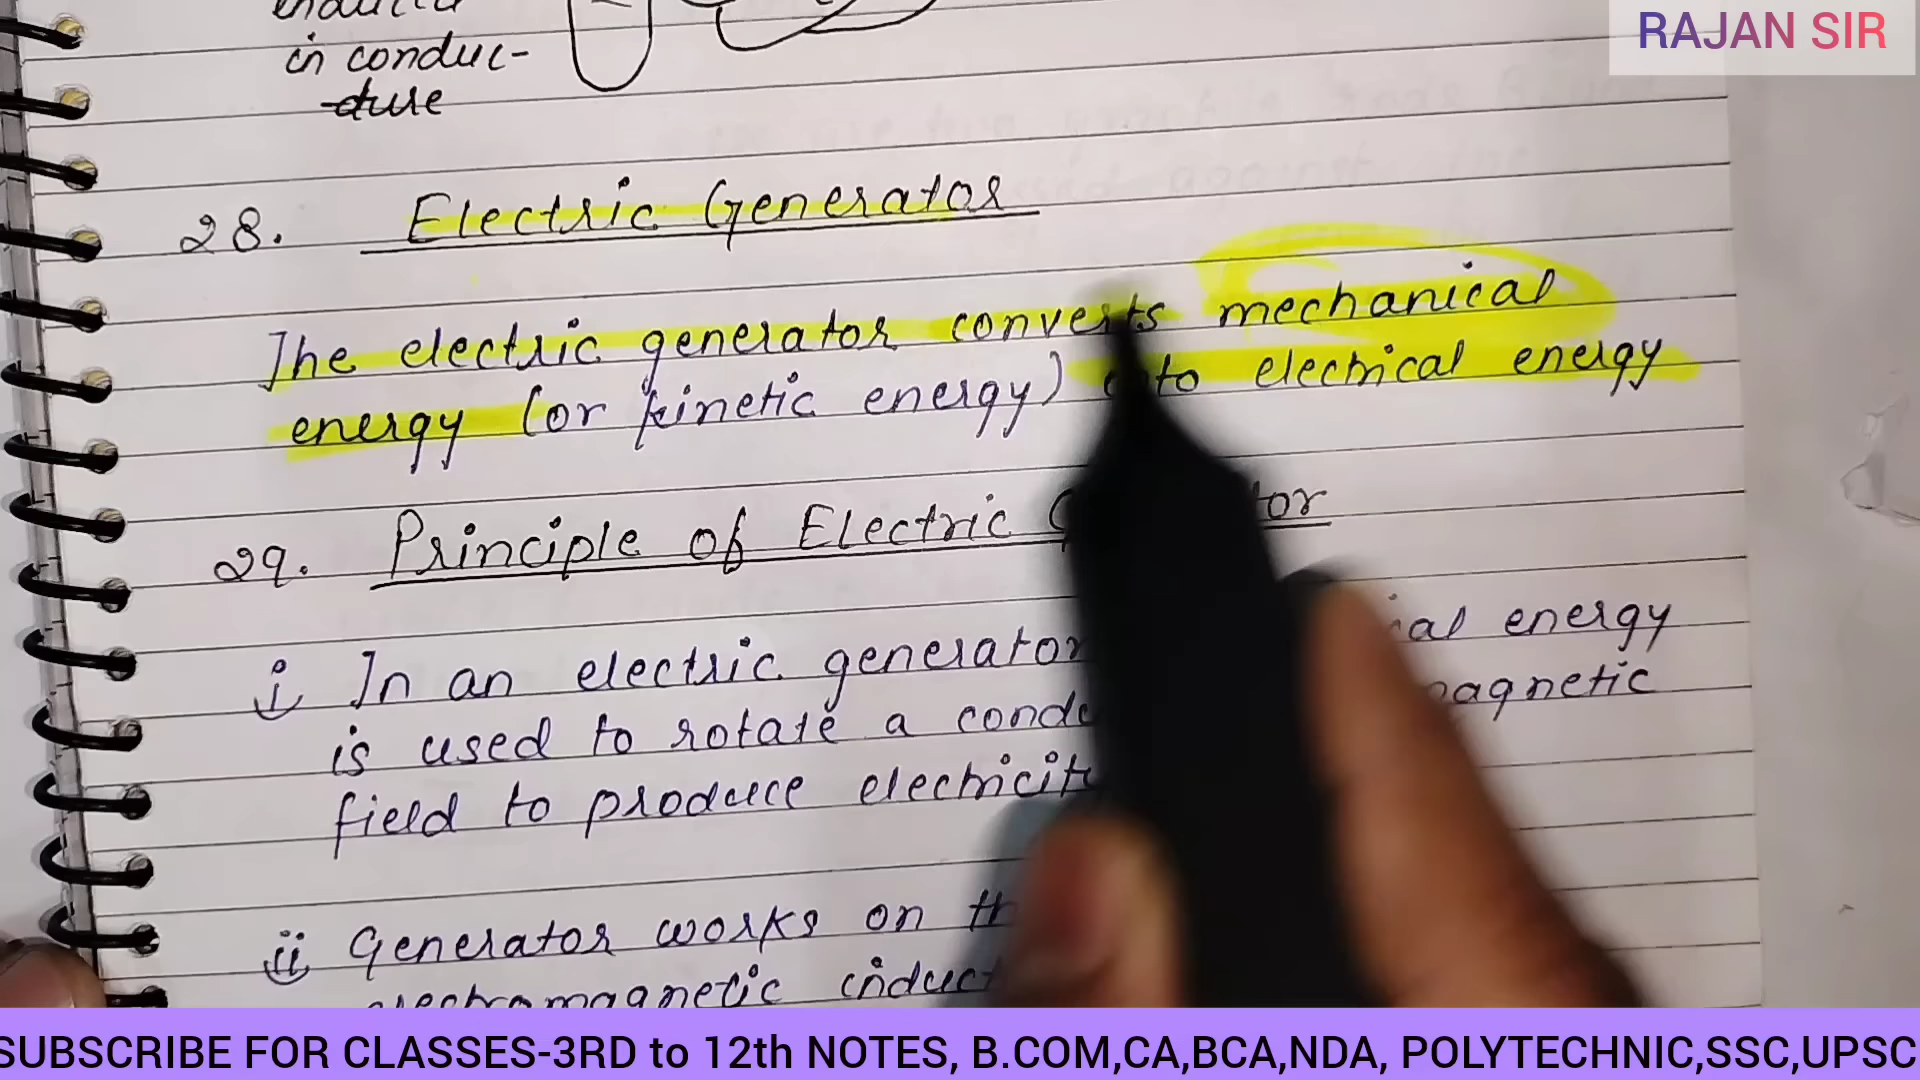 RAJAN SIR
in conduc-
-ture
28. Electric Generator
The electric generator converts mechanical
energy (or kinetic energy) into electrical energy
29. Principle of Electric
i) In an electric generator energy
is used to rotate a magnetic
field to produce
ii) Generator works on
electromagnetic
SUBSCRIBE FOR CLASSES-3RD to 12th NOTES, B.COM,CA,BCA,NDA, POLYTECHNIC,SSC,UPSC